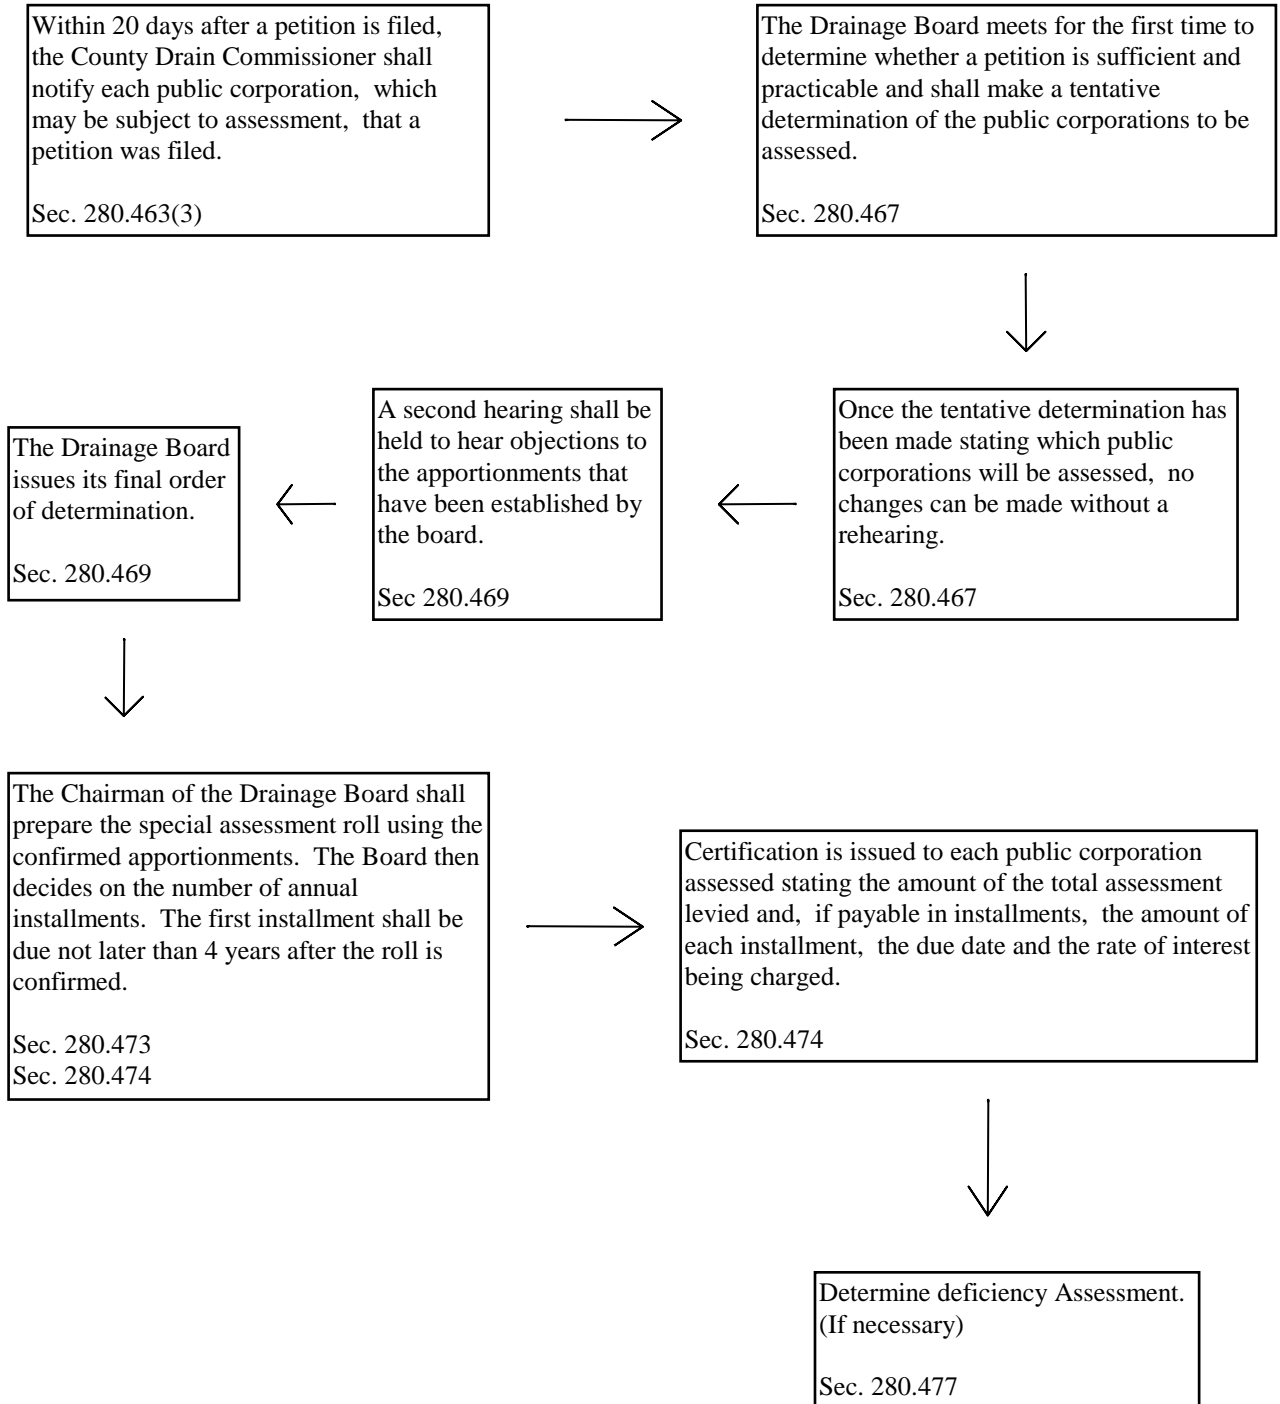 Within 20 days after a petition is filed,
the County Drain Commissioner shall
notify each public corporation, which
may be subject to assessment, that a
petition was filed.
Sec. 280.463(3)
The Drainage Board meets for the first time to
determine whether a petition is sufficient and
practicable and shall make a tentative
determination of the public corporations to be
assessed.
Sec. 280.467
Once the tentative determination has
been made stating which public
corporations will be assessed, no
changes can be made without a
rehearing.
Sec. 280.467
A second hearing shall be
held to hear objections to
the apportionments that
have been established by
the board.
Sec 280.469
The Drainage Board
issues its final order
of determination.
Sec. 280.469
The Chairman of the Drainage Board shall
prepare the special assessment roll using the
confirmed apportionments. The Board then
decides on the number of annual
installments. The first installment shall be
due not later than 4 years after the roll is
confirmed.
Sec. 280.473
Sec. 280.474
Certification is issued to each public corporation
assessed stating the amount of the total assessment
levied and, if payable in installments, the amount of
each installment, the due date and the rate of interest
being charged.
Sec. 280.474
Determine deficiency Assessment.
(If necessary)
Sec. 280.477